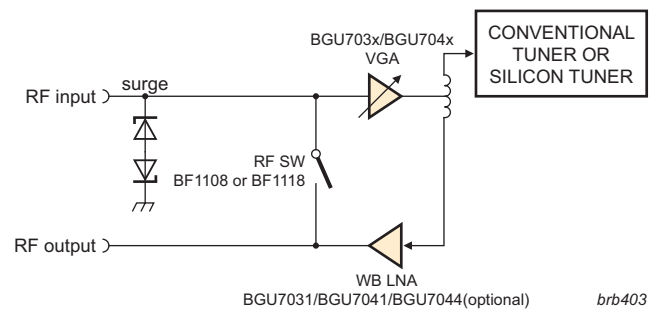 CONVENTIONAL
TUNER OR
SILICON TUNER
BGU703x/BGU704x
VGA
surge
RF input
RF SW
BF1108 or BF1118
RF output
WB LNA
BGU7031/BGU7041/BGU7044(optional)
brb403